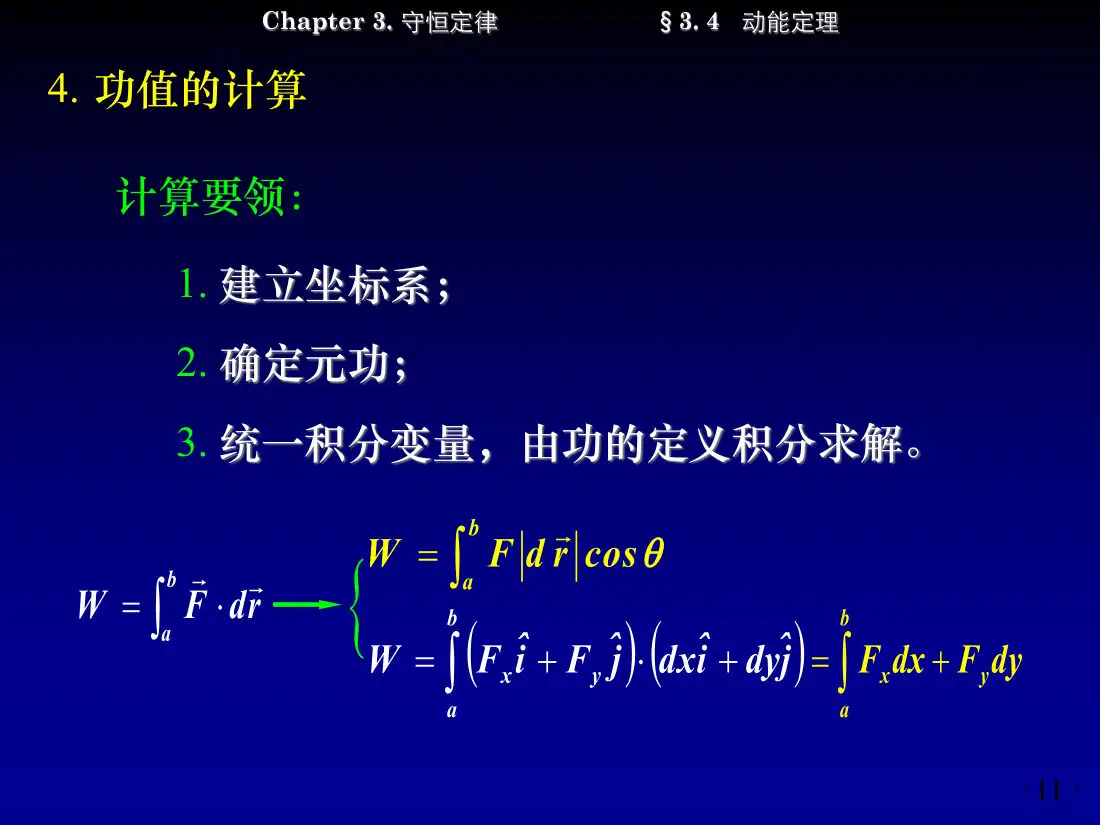 Chapter 3. 守恒定律 §3. 4 动能定理
4. 功值的计算
计算要领:
1. 建立坐标系；
2. 确定元功；
3. 统一积分变量，由功的定义积分求解。
W = ∫_a^b F⃗ · dr⃗
W = ∫_a^b F|d r⃗| cos θ
W = ∫_a^b (F_x î + F_y ĵ) · (dx î + dy ĵ) = ∫_a^b F_x dx + F_y dy
· 11 ·